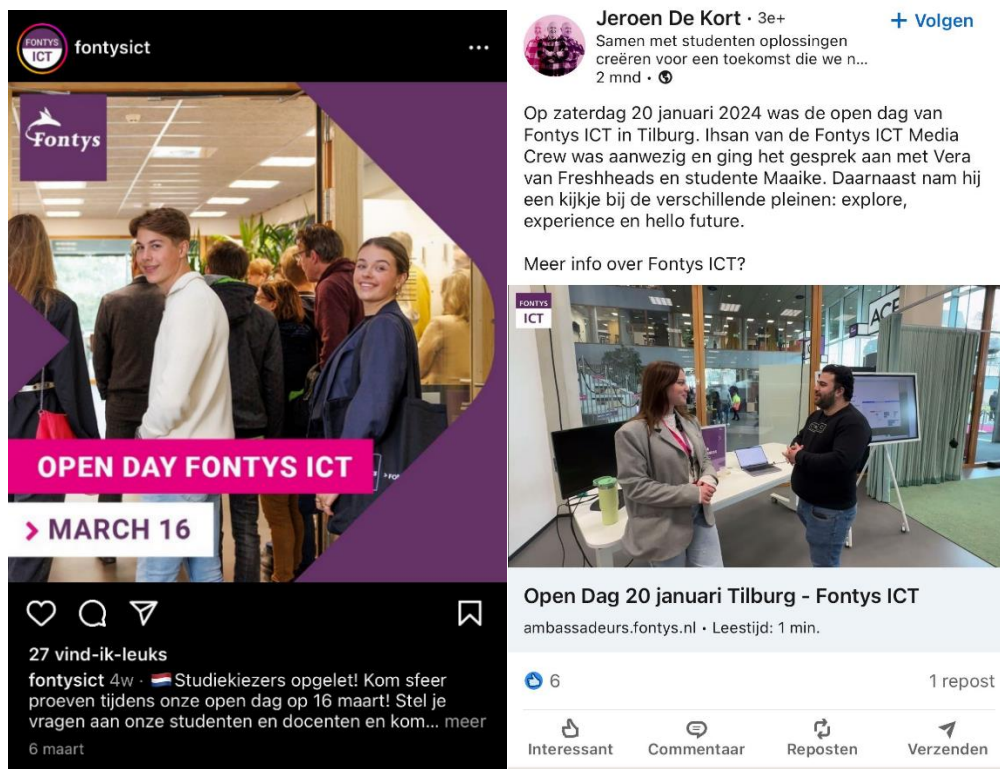 FONTYS
ICT
fontysict
Fontys
OPEN DAY FONTYS ICT
> MARCH 16
27 vind-ik-leuks
fontysict 4w · 🇳🇱Studiekiezers opgelet! Kom sfeer
proeven tijdens onze open dag op 16 maart! Stel je
vragen aan onze studenten en docenten en kom... meer
6 maart
Jeroen De Kort · 3e+
+ Volgen
Samen met studenten oplossingen
creëren voor een toekomst die we n...
2 mnd ·
Op zaterdag 20 januari 2024 was de open dag van
Fontys ICT in Tilburg. Ihsan van de Fontys ICT Media
Crew was aanwezig en ging het gesprek aan met Vera
van Freshheads en studente Maaike. Daarnaast nam hij
een kijkje bij de verschillende pleinen: explore,
experience en hello future.
Meer info over Fontys ICT?
FONTYS
ICT
ACE
Open Dag 20 januari Tilburg - Fontys ICT
ambassadeurs.fontys.nl • Leestijd: 1 min.
6
1 repost
Interessant
Commentaar
Reposten
Verzenden